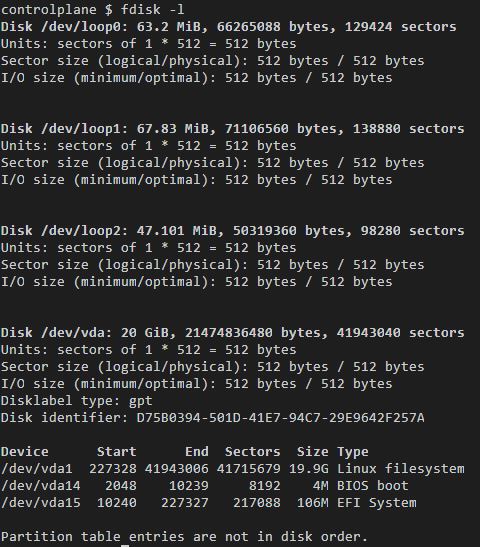 controlplane $ fdisk -l
Disk /dev/loop0: 63.2 MiB, 66265088 bytes, 129424 sectors
Units: sectors of 1 * 512 = 512 bytes
Sector size (logical/physical): 512 bytes / 512 bytes
I/O size (minimum/optimal): 512 bytes / 512 bytes
Disk /dev/loop1: 67.83 MiB, 71106560 bytes, 138880 sectors
Units: sectors of 1 * 512 = 512 bytes
Sector size (logical/physical): 512 bytes / 512 bytes
I/O size (minimum/optimal): 512 bytes / 512 bytes
Disk /dev/loop2: 47.101 MiB, 50319360 bytes, 98280 sectors
Units: sectors of 1 * 512 = 512 bytes
Sector size (logical/physical): 512 bytes / 512 bytes
I/O size (minimum/optimal): 512 bytes / 512 bytes
Disk /dev/vda: 20 GiB, 21474836480 bytes, 41943040 sectors
Units: sectors of 1 * 512 = 512 bytes
Sector size (logical/physical): 512 bytes / 512 bytes
I/O size (minimum/optimal): 512 bytes / 512 bytes
Disklabel type: gpt
Disk identifier: D75B0394-501D-41E7-94C7-29E9642F257A
Device Start End Sectors Size Type
/dev/vda1 227328 41943006 41715679 19.9G Linux filesystem
/dev/vda14 2048 10239 8192 4M BIOS boot
/dev/vda15 10240 227327 217088 106M EFI System
Partition table entries are not in disk order.